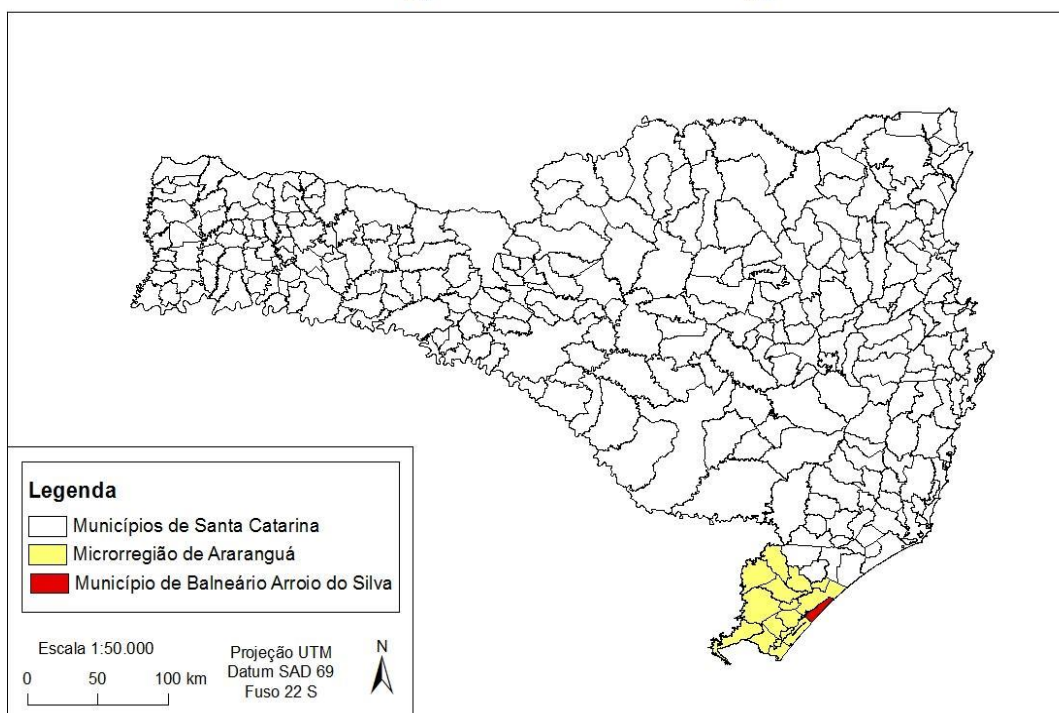 Legenda
Municípios de Santa Catarina
Microrregião de Araranguá
Município de Balneário Arroio do Silva
Escala 1:50.000
0 50 100 km
Projeção UTM
Datum SAD 69
Fuso 22 S
N